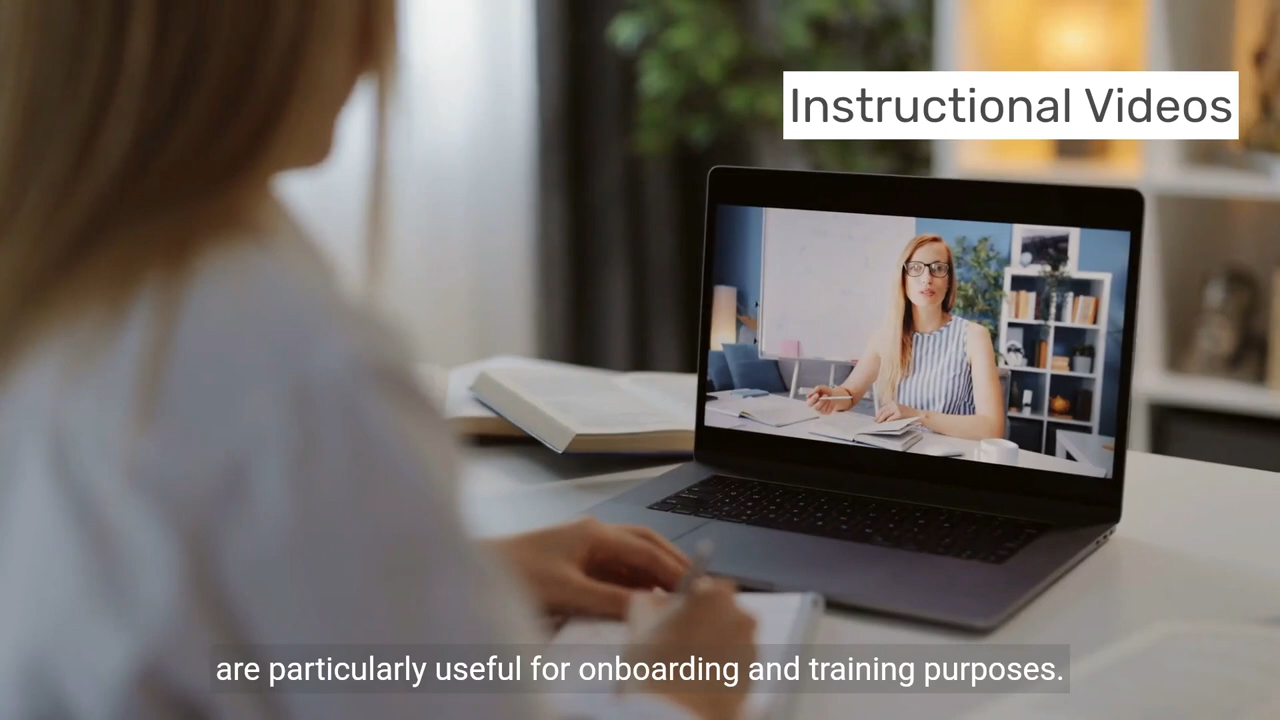 Instructional Videos
are particularly useful for onboarding and training purposes.